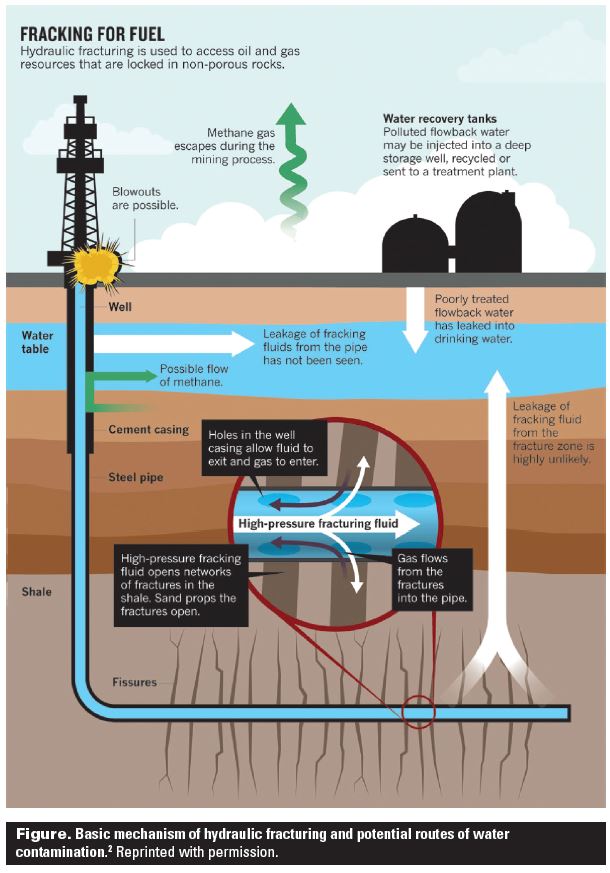 FRACKING FOR FUEL
Hydraulic fracturing is used to access oil and gas
resources that are locked in non-porous rocks.
Methane gas
escapes during the
mining process.
Water recovery tanks
Polluted flowback water
may be injected into a deep
storage well, recycled or
sent to a treatment plant.
Blowouts
are possible.
Well
Poorly treated
flowback water
has leaked into
drinking water.
Water
table
Leakage of fracking
fluids from the pipe
has not been seen.
Possible flow
of methane.
Leakage of
fracking fluid
from the
fracture zone is
highly unlikely.
Cement casing
Holes in the well
casing allow fluid to
exit and gas to enter.
Steel pipe
High-pressure fracturing fluid
High-pressure fracking
fluid opens networks
of fractures in the
shale. Sand props the
fractures open.
Gas flows
from the
fractures
into the pipe.
Shale
Fissures
Figure. Basic mechanism of hydraulic fracturing and potential routes of water
contamination.² Reprinted with permission.